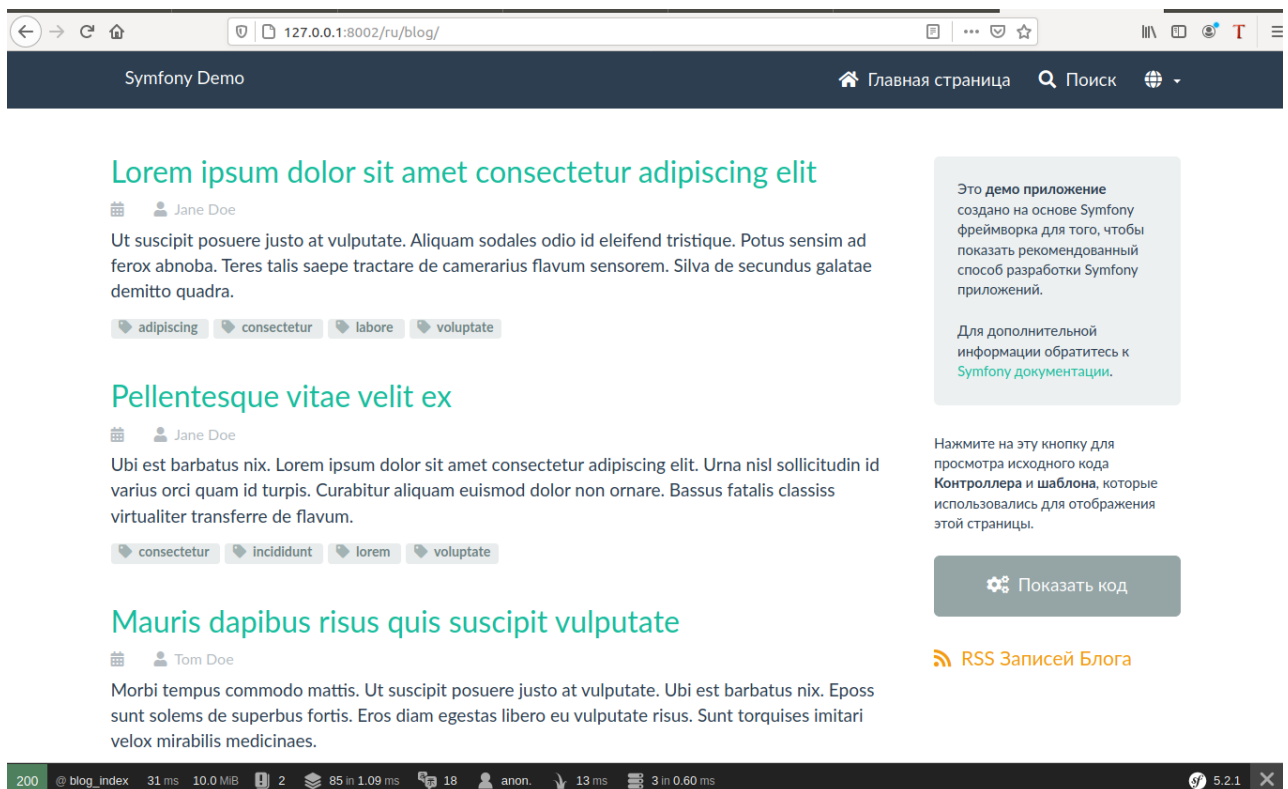 127.0.0.1:8002/ru/blog/
T
Symfony Demo
Главная страница
Поиск
Lorem ipsum dolor sit amet consectetur adipiscing elit
Jane Doe
Ut suscipit posuere justo at vulputate. Aliquam sodales odio id eleifend tristique. Potus sensim ad
ferox abnoba. Teres talis saepe tractare de camerarius flavum sensorem. Silva de secundus galatae
demitto quadra.
adipiscing consectetur labore voluptate
Pellentesque vitae velit ex
Jane Doe
Ubi est barbatus nix. Lorem ipsum dolor sit amet consectetur adipiscing elit. Urna nisl sollicitudin id
varius orci quam id turpis. Curabitur aliquam euismod dolor non ornare. Bassus fatalis classiss
virtualiter transferre de flavum.
consectetur incididunt lorem voluptate
Mauris dapibus risus quis suscipit vulputate
Tom Doe
Morbi tempus commodo mattis. Ut suscipit posuere justo at vulputate. Ubi est barbatus nix. Eposs
sunt solems de superbus fortis. Eros diam egestas libero eu vulputate risus. Sunt torquises imitari
velox mirabilis medicinaes.
Это демо приложение
создано на основе Symfony
фреймворка для того, чтобы
показать рекомендованный
способ разработки Symfony
приложений.
Для дополнительной
информации обратитесь к
Symfony документации.
Нажмите на эту кнопку для
просмотра исходного кода
Контроллера и шаблона, которые
использовались для отображения
этой страницы.
Показать код
RSS Записей Блога
200 @ blog_index 31 ms 10.0 MiB 2 85 in 1.09 ms 18 anon. 13 ms 3 in 0.60 ms sf 5.2.1